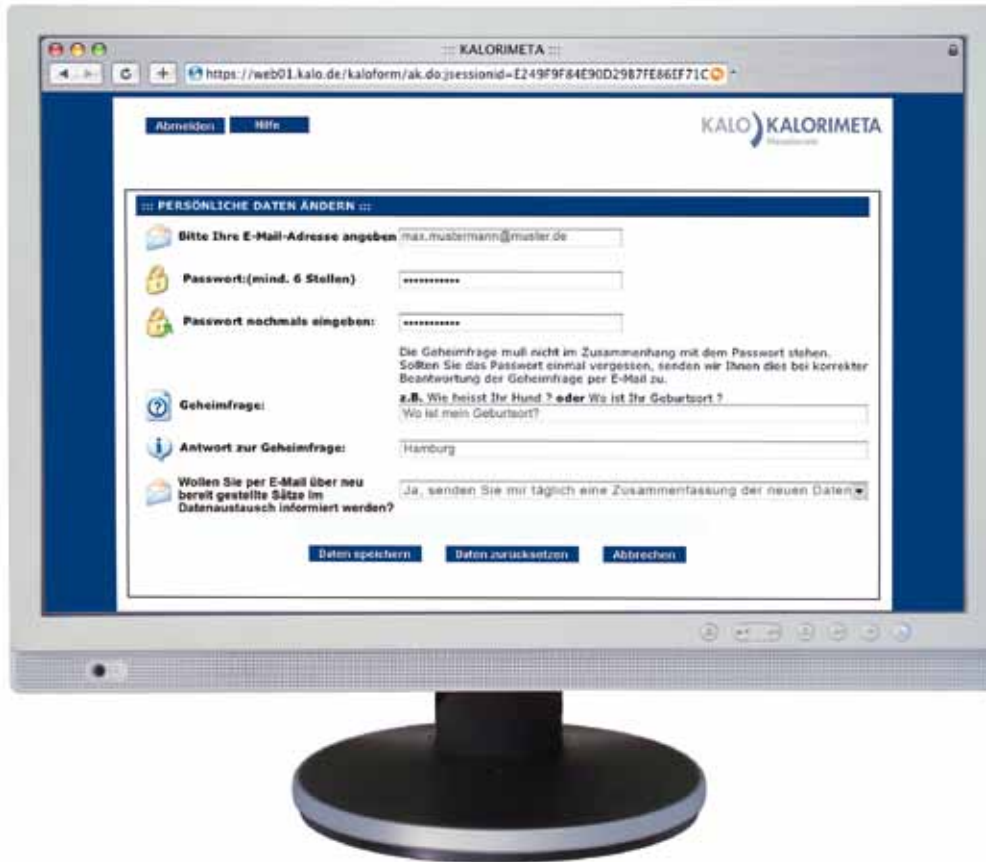 ::: KALORIMETA :::
https://web01.kalo.de/kaloform/ak.do;jsessionid=E249F9F84E90D29B7FE86EF71C
Abmelden Hilfe
KALO KALORIMETA
::: PERSÖNLICHE DATEN ÄNDERN :::
Bitte Ihre E-Mail-Adresse angeben max.mustermann@muster.de
Passwort:(mind. 6 Stellen) •••••••••••
Passwort nochmals eingeben: •••••••••••
Die Geheimfrage muß nicht im Zusammenhang mit dem Passwort stehen.
Sollten Sie das Passwort einmal vergessen, senden wir Ihnen dies bei korrekter
Beantwortung der Geheimfrage per E-Mail zu.
z.B. Wie heisst Ihr Hund ? oder Wo ist Ihr Geburtsort ?
Geheimfrage: Wo ist mein Geburtsort?
Antwort zur Geheimfrage: Hamburg
Wollen Sie per E-Mail über neu
bereit gestellte Sätze im
Datenaustausch informiert werden?
Ja, senden Sie mir täglich eine Zusammenfassung der neuen Daten
Daten speichern Daten zurücksetzen Abbrechen